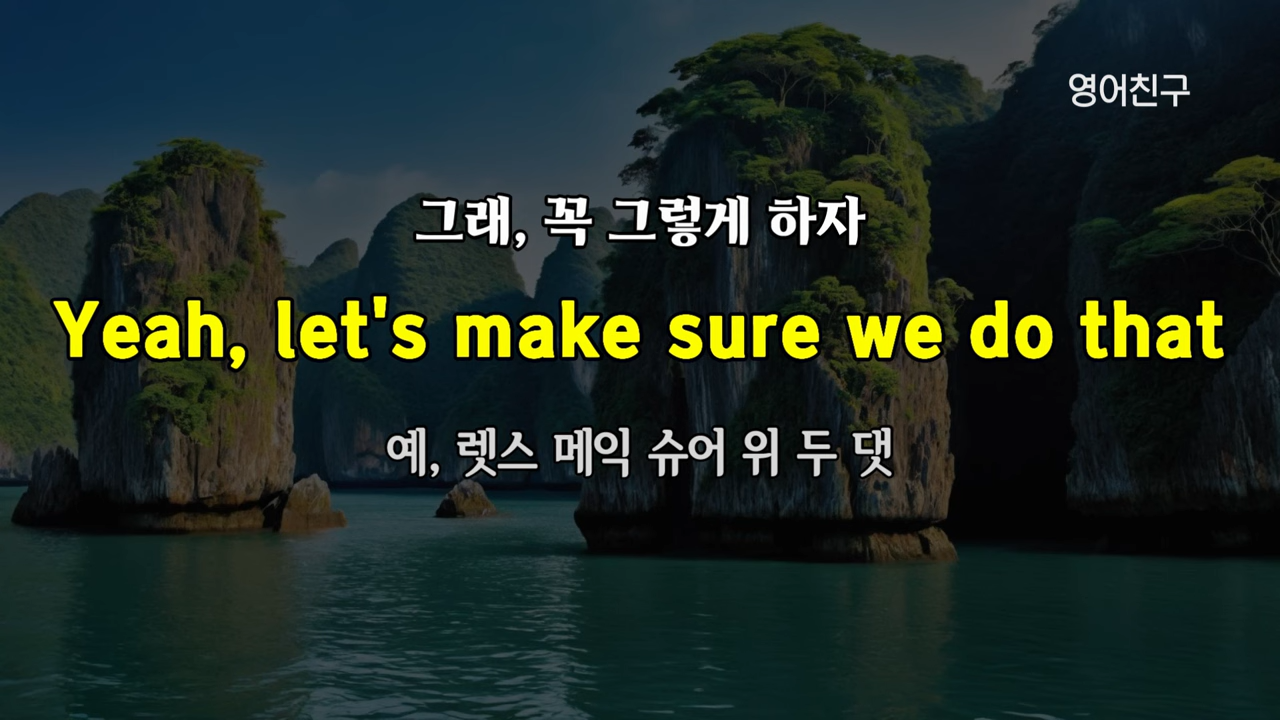 영어친구
그래, 꼭 그렇게 하자
Yeah, let's make sure we do that
예, 렛스 메익 슈어 위 두 댓